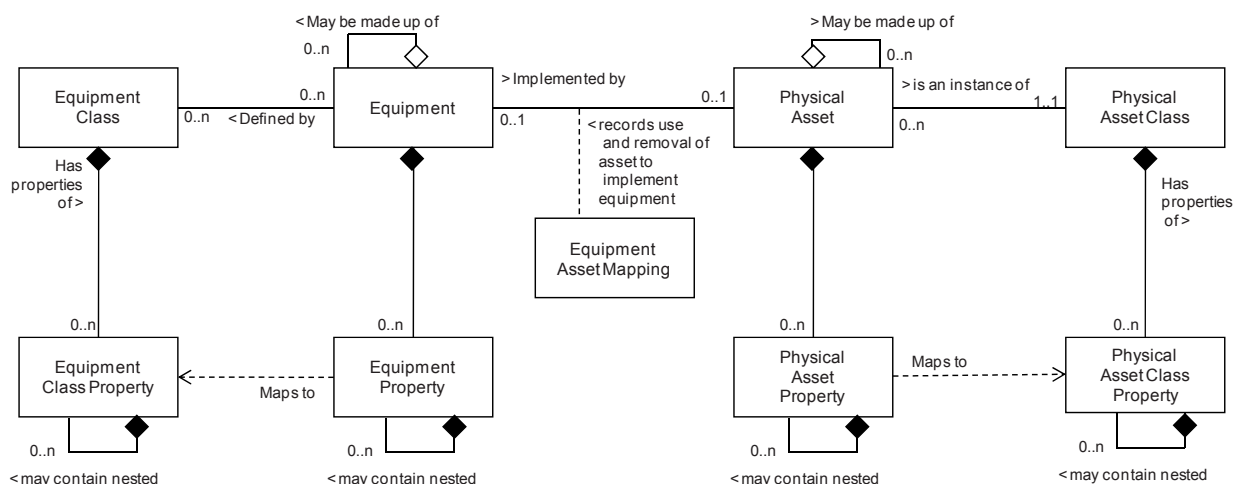 < May be made up of
0..n
> May be made up of
0..n
Equipment
Class
0..n
< Defined by
0..n
Equipment
> Implemented by
0..1
0..1
Physical
Asset
> is an instance of
0..n
1..1
Physical
Asset Class
< records use
and removal of
asset to
implement
equipment
Equipment
Asset Mapping
Has
properties
of >
Has
properties
of >
0..n
0..n
0..n
0..n
Equipment
Class Property
Maps to
Equipment
Property
Physical
Asset
Property
Maps to
Physical
Asset Class
Property
0..n
0..n
0..n
0..n
< may contain nested
< may contain nested
< may contain nested
< may contain nested